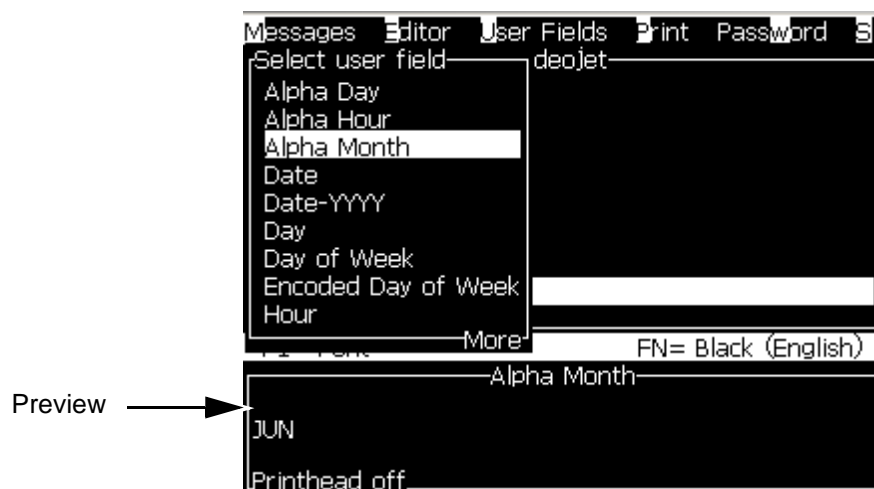 Messages Editor User Fields Print Password S
Select user field deojet
Alpha Day
Alpha Hour
Alpha Month
Date
Date-YYYY
Day
Day of Week
Encoded Day of Week
Hour
More
FN= Black (English)
Alpha Month
Preview
JUN
Printhead off